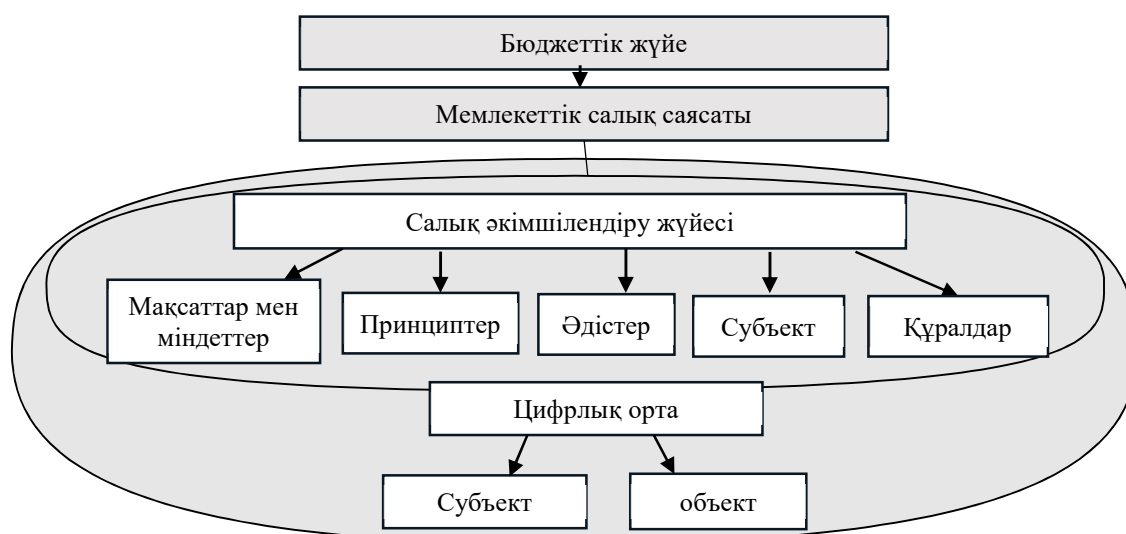 Бюджеттік жүйе
Мемлекеттік салық саясаты
Салық әкімшілендіру жүйесі
Мақсаттар мен
міндеттер
Принциптер
Әдістер
Субъект
Құралдар
Цифрлық орта
Субъект
объект